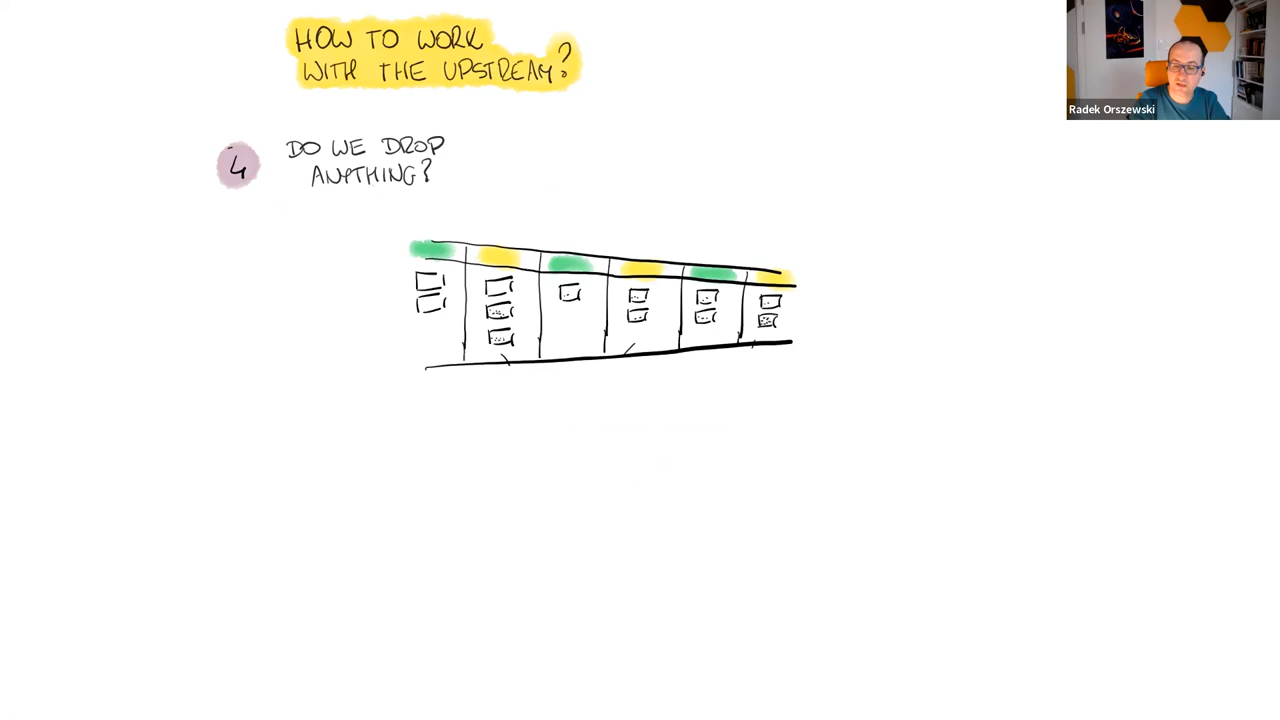 HOW TO WORK
WITH THE UPSTREAM?
4
DO WE DROP
ANYTHING?
Radek Orszewski